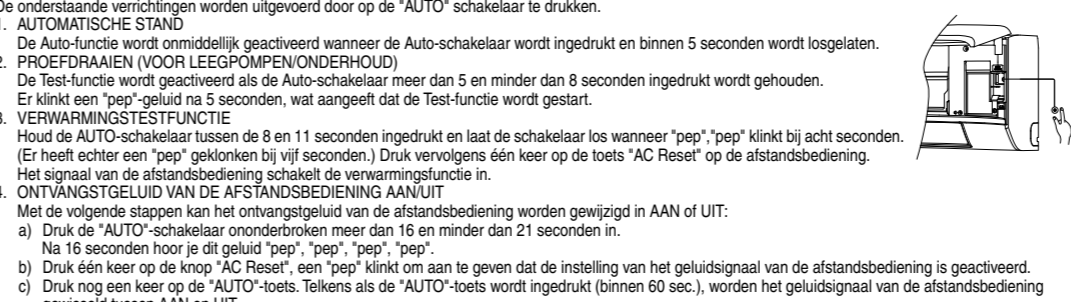 De onderstaande verrichtingen worden uitgevoerd door op de "AUTO" schakelaar te drukken.
1. AUTOMATISCHE STAND
De Auto-functie wordt onmiddellijk geactiveerd wanneer de Auto-schakelaar wordt ingedrukt en binnen 5 seconden wordt losgelaten.
2. PROEFDRAAIEN (VOOR LEEGPOMPEN/ONDERHOUD)
De Test-functie wordt geactiveerd als de Auto-schakelaar meer dan 5 en minder dan 8 seconden ingedrukt wordt gehouden.
Er klinkt een "pep"-geluid na 5 seconden, wat aangeeft dat de Test-functie wordt gestart.
3. VERWARMINGSTESTFUNCTIE
Houd de AUTO-schakelaar tussen de 8 en 11 seconden ingedrukt en laat de schakelaar los wanneer "pep","pep" klinkt bij acht seconden.
(Er heeft echter een "pep" geklonken bij vijf seconden.) Druk vervolgens één keer op de toets "AC Reset" op de afstandsbediening.
Het signaal van de afstandsbediening schakelt de verwarmingsfunctie in.
4. ONTVANGSTGELUID VAN DE AFSTANDSBEDIENING AAN/UIT
Met de volgende stappen kan het ontvangstgeluid van de afstandsbediening worden gewijzigd in AAN of UIT:
a) Druk de "AUTO"-schakelaar ononderbroken meer dan 16 en minder dan 21 seconden in.
Na 16 seconden hoor je dit geluid "pep", "pep", "pep", "pep".
b) Druk één keer op de knop "AC Reset", een "pep" klinkt om aan te geven dat de instelling van het geluidsignaal van de afstandsbediening is geactiveerd.
c) Druk nog een keer op de "AUTO"-toets. Telkens als de "AUTO"-toets wordt ingedrukt (binnen 60 sec.), worden het geluidsignaal van de afstandsbediening
gewisseld tussen AAN en UIT.